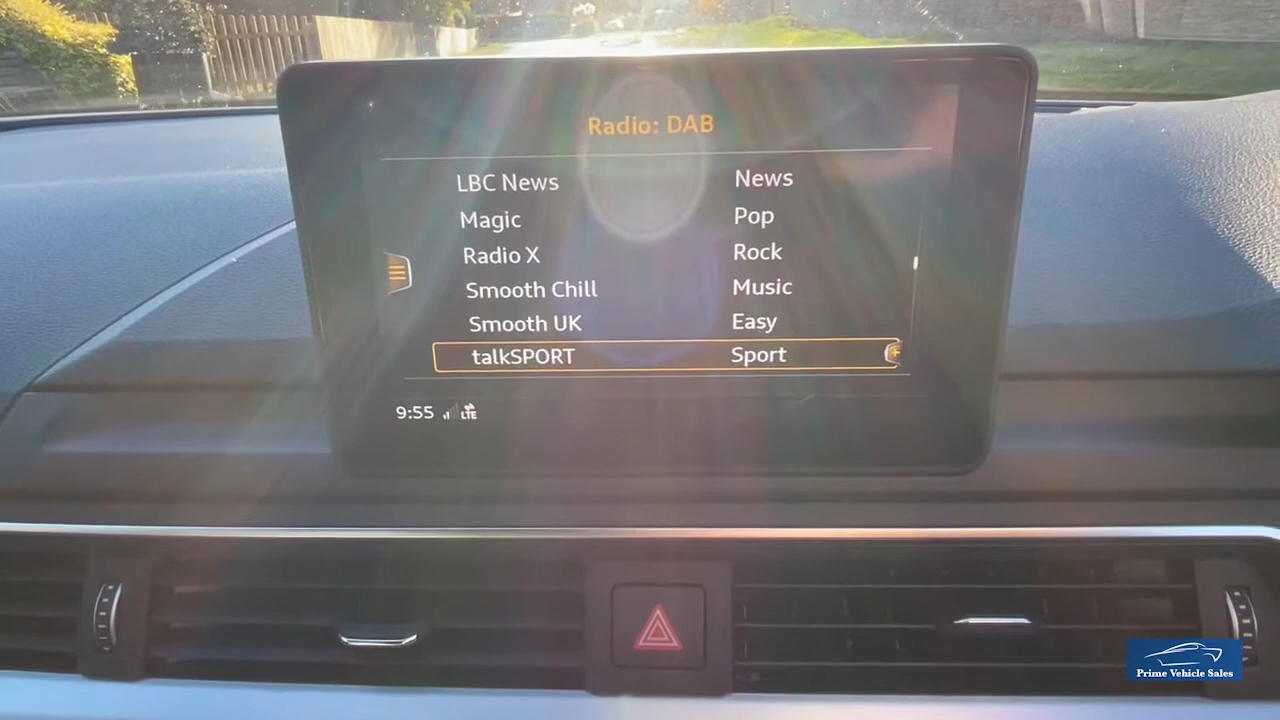 Radio: DAB
LBC News News
Magic Pop
Radio X Rock
Smooth Chill Music
Smooth UK Easy
talkSPORT Sport
9:55 LTE
Prime Vehicle Sales